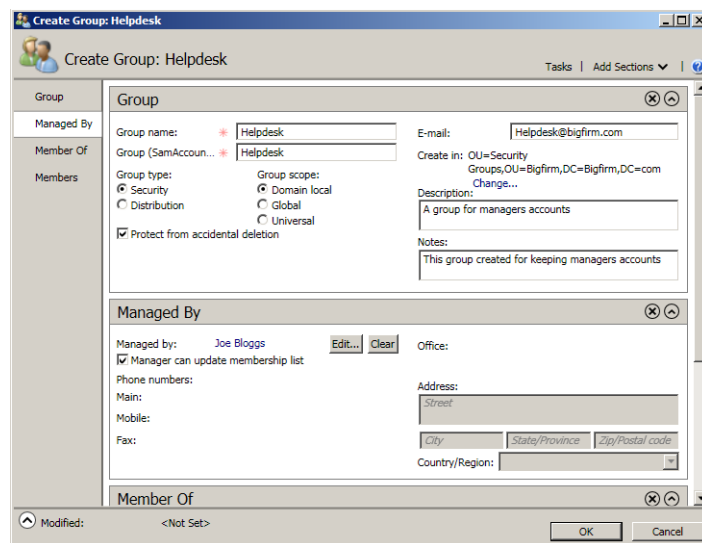 Create Group: Helpdesk
Create Group: Helpdesk
Tasks | Add Sections |
Group
Managed By
Member Of
Members
Group
Group name: * Helpdesk
Group (SamAccoun... * Helpdesk
Group type:
Security
Distribution
Group scope:
Domain local
Global
Universal
Protect from accidental deletion
E-mail: Helpdesk@bigfirm.com
Create in: OU=Security
Groups,OU=Bigfirm,DC=Bigfirm,DC=com
Change...
Description:
A group for managers accounts
Notes:
This group created for keeping managers accounts
Managed By
Managed by: Joe Bloggs Edit... Clear
Manager can update membership list
Phone numbers:
Main:
Mobile:
Fax:
Office:
Address:
Street
City State/Province Zip/Postal code
Country/Region:
Member Of
Modified: <Not Set>
OK Cancel